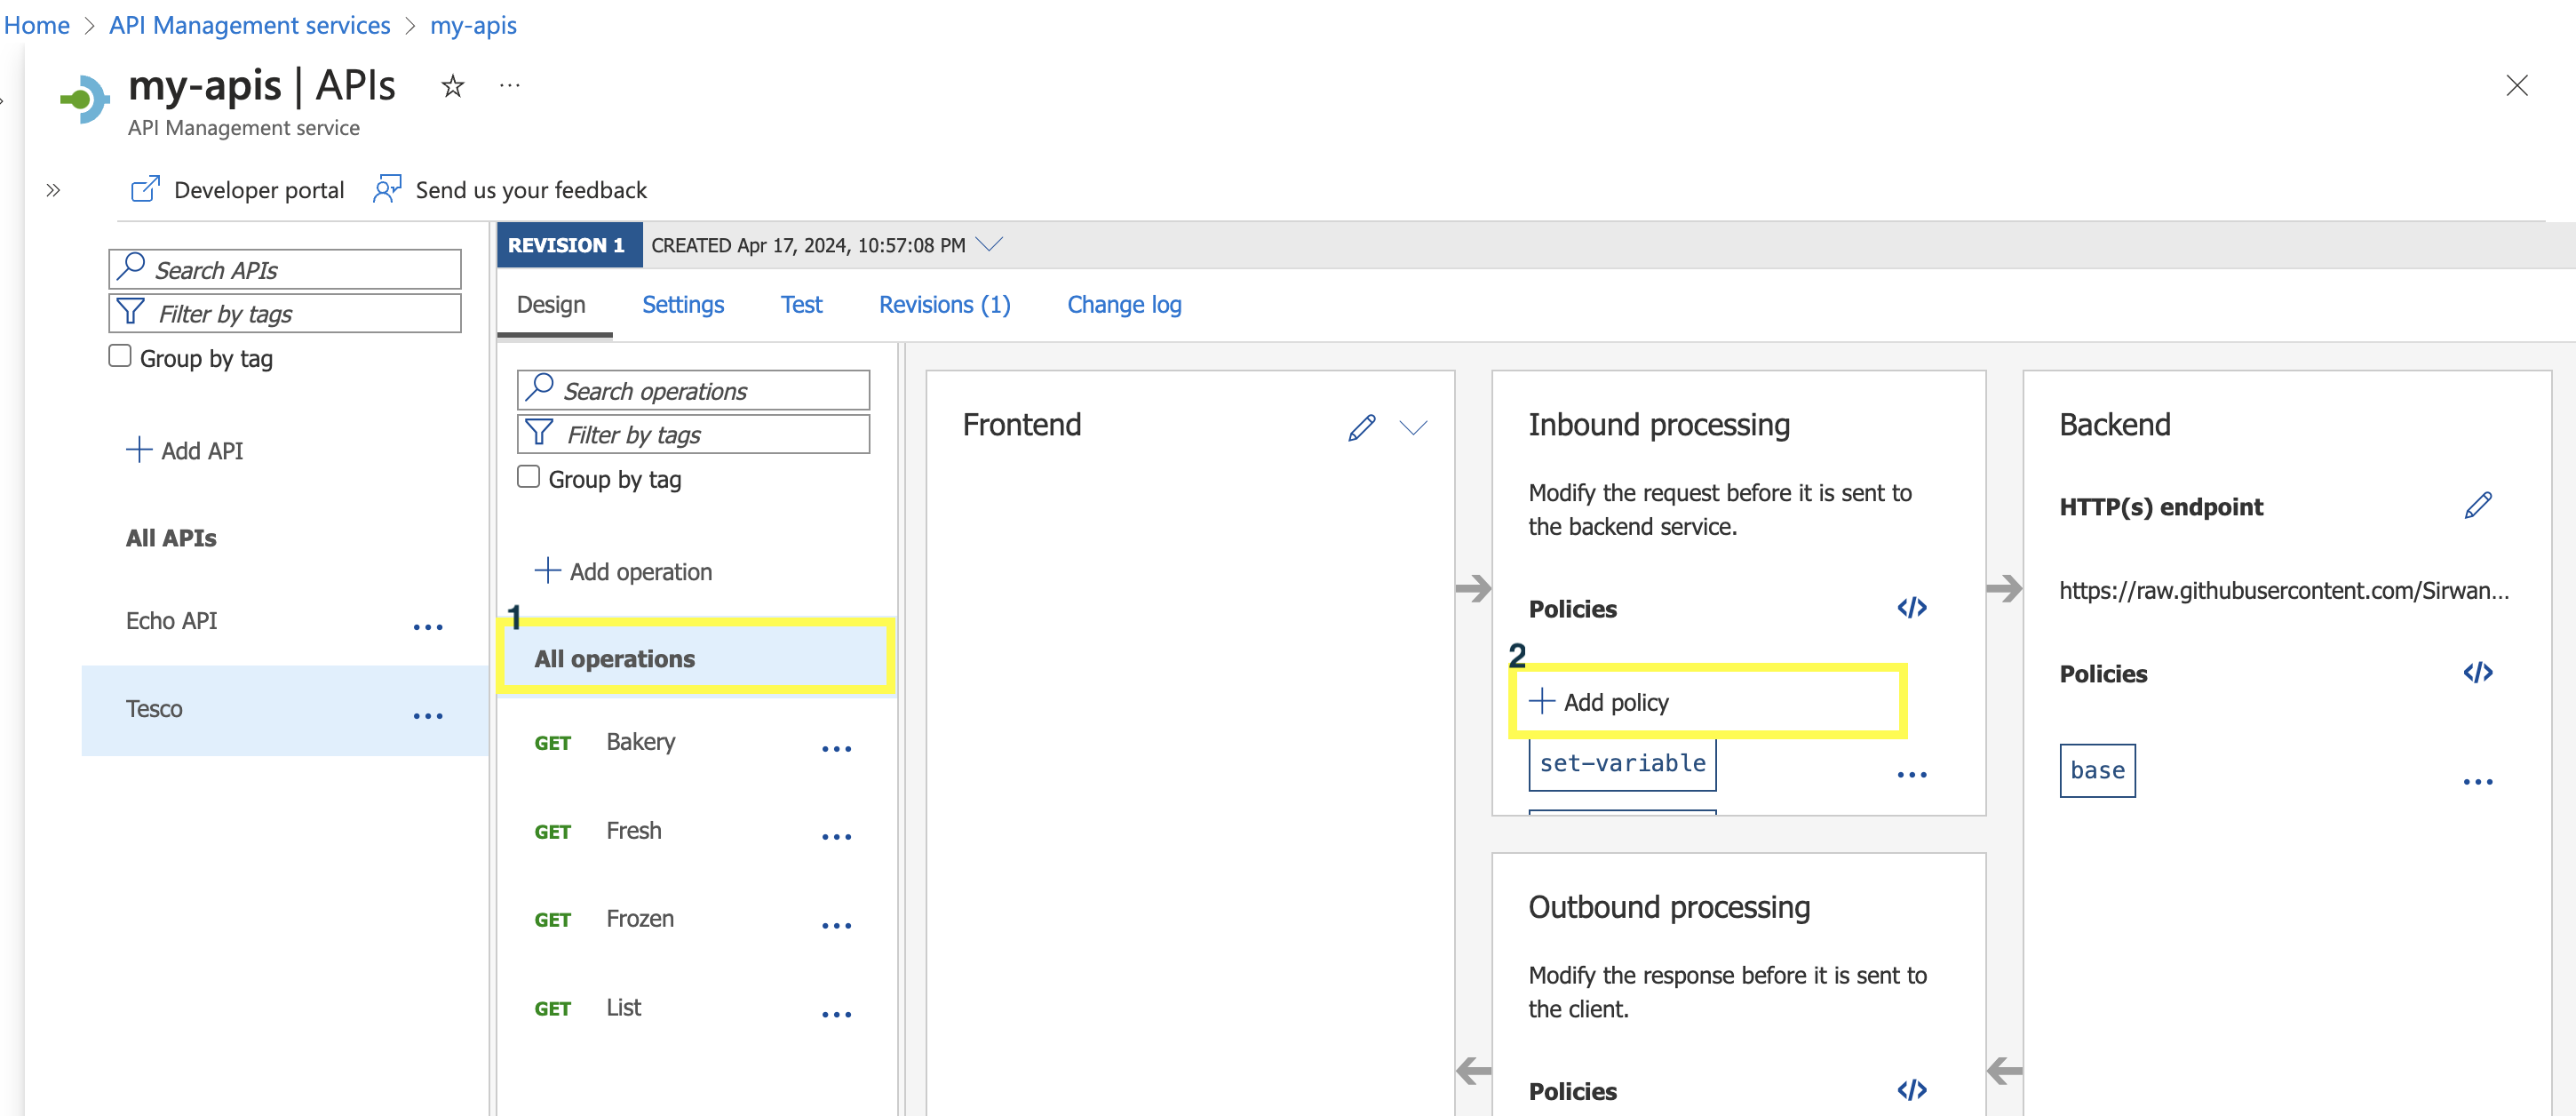 Home > API Management services > my-apis
my-apis | APIs
API Management service
Developer portal
Send us your feedback
Search APIs
Filter by tags
Group by tag
Add API
All APIs
Echo API
Tesco
REVISION 1
CREATED Apr 17, 2024, 10:57:08 PM
Design
Settings
Test
Revisions (1)
Change log
Search operations
Filter by tags
Group by tag
Add operation
1
All operations
GET Bakery
GET Fresh
GET Frozen
GET List
Frontend
Inbound processing
Modify the request before it is sent to
the backend service.
Policies
2
Add policy
set-variable
Outbound processing
Modify the response before it is sent to
the client.
Policies
Backend
HTTP(s) endpoint
https://raw.githubusercontent.com/Sirwan...
Policies
base